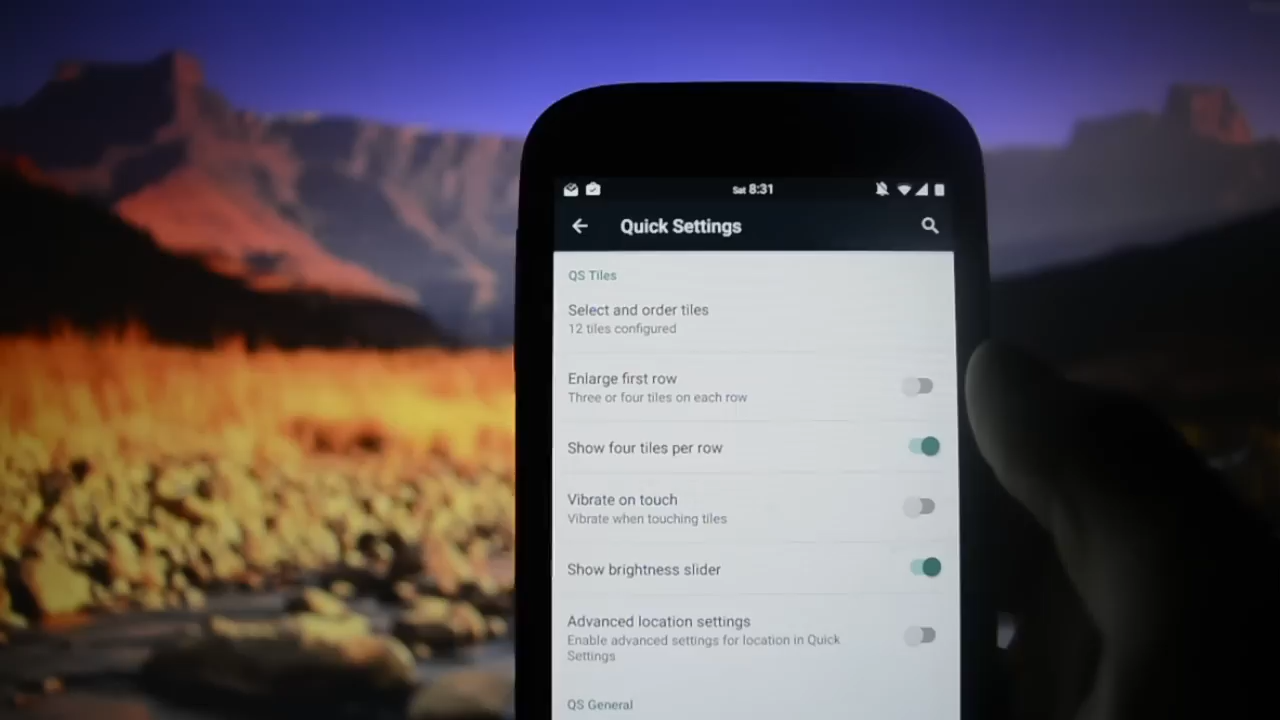 Sat 8:31
Quick Settings
QS Tiles
Select and order tiles
12 tiles configured
Enlarge first row
Three or four tiles on each row
Show four tiles per row
Vibrate on touch
Vibrate when touching tiles
Show brightness slider
Advanced location settings
Enable advanced settings for location in Quick
Settings
QS General